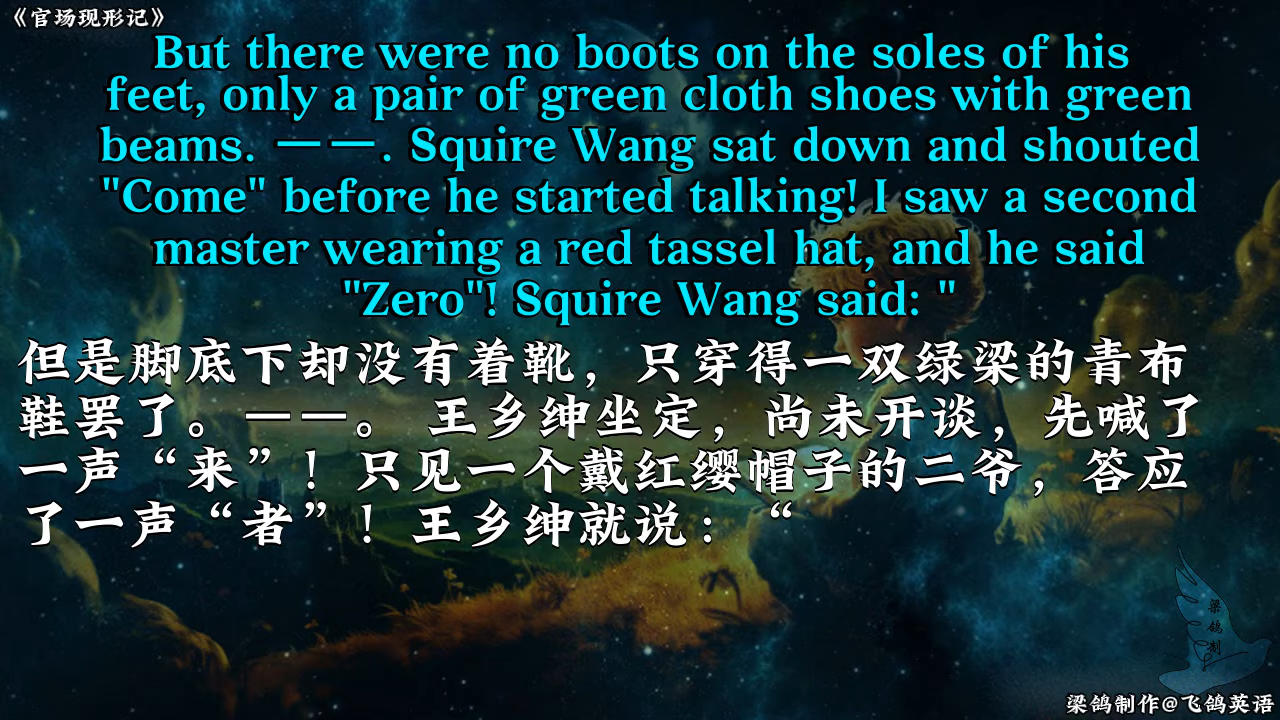 《官场现形记》
But there were no boots on the soles of his
feet, only a pair of green cloth shoes with green
beams. ——. Squire Wang sat down and shouted
"Come" before he started talking! I saw a second
master wearing a red tassel hat, and he said
"Zero"! Squire Wang said: "
但是脚底下却没有着靴，只穿得一双绿梁的青布
鞋罢了。——。 王乡绅坐定，尚未开谈，先喊了
一声“来”！只见一个戴红缨帽子的二爷，答应
了一声“者”！王乡绅就说：“
梁鸽制
梁鸽制作@飞鸽英语